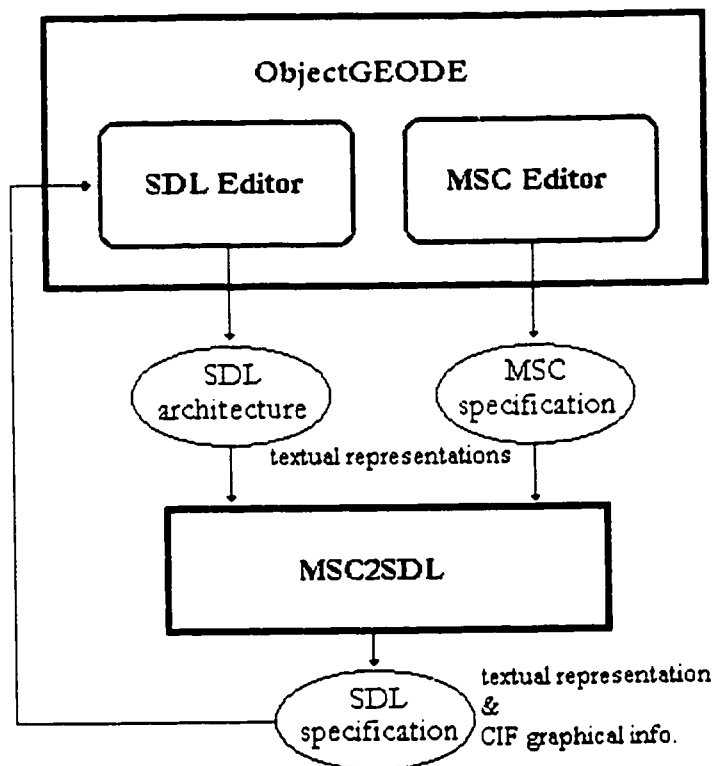 ObjectGEODE
SDL Editor
MSC Editor
SDL
architecture
MSC
specification
textual representations
MSC2SDL
SDL
specification
textual representation
&
CIF graphical info.